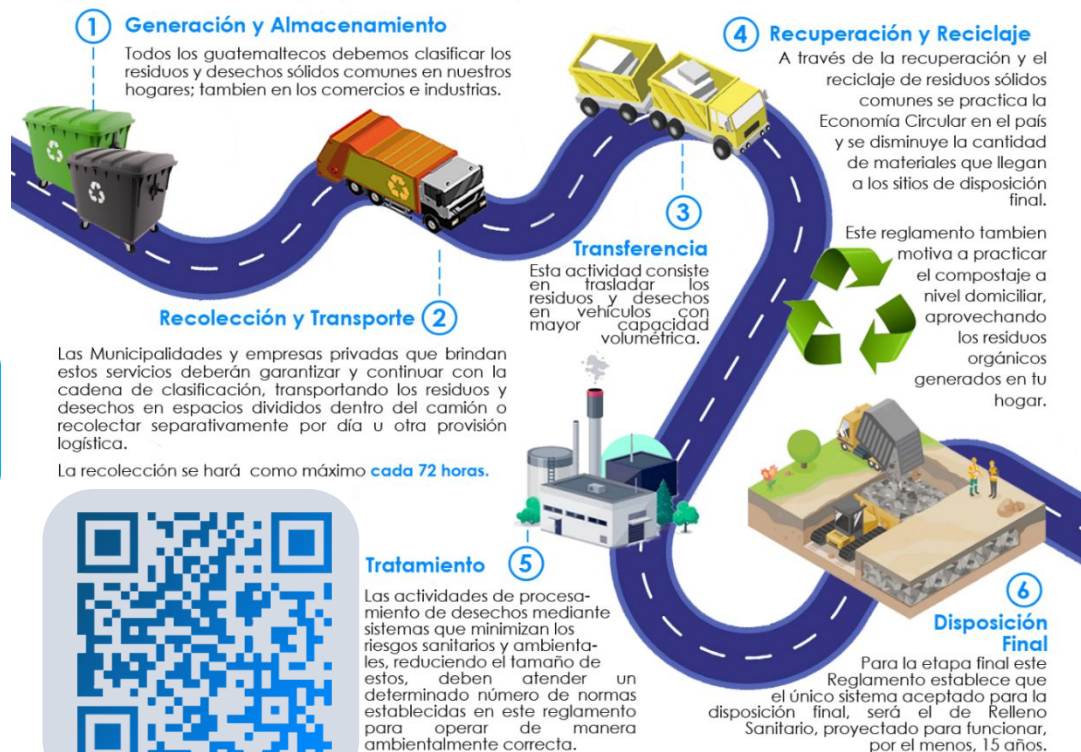 1 Generación y Almacenamiento
Todos los guatemaltecos debemos clasificar los
residuos y desechos sólidos comunes en nuestros
hogares; tambien en los comercios e industrias.
Recolección y Transporte 2
Las Municipalidades y empresas privadas que brindan
estos servicios deberán garantizar y continuar con la
cadena de clasificación, transportando los residuos y
desechos en espacios divididos dentro del camión o
recolectar separativamente por día u otra provisión
logística.
La recolección se hará como máximo cada 72 horas.
3
Transferencia
Esta actividad consiste
en trasladar los
residuos y desechos
en vehículos con
mayor capacidad
volumétrica.
4 Recuperación y Reciclaje
A través de la recuperación y el
reciclaje de residuos sólidos
comunes se practica la
Economía Circular en el país
y se disminuye la cantidad
de materiales que llegan
a los sitios de disposición
final.
Este reglamento tambien
motiva a practicar
el compostaje a
nivel domiciliar,
aprovechando
los residuos
orgánicos
generados en tu
hogar.
Tratamiento 5
Las actividades de procesa-
miento de desechos mediante
sistemas que minimizan los
riesgos sanitarios y ambienta-
les, reduciendo el tamaño de
estos, deben atender un
determinado número de normas
establecidas en este reglamento
para operar de manera
ambientalmente correcta.
6
Disposición
Final
Para la etapa final este
Reglamento establece que
el único sistema aceptado para la
disposición final, será el de Relleno
Sanitario, proyectado para funcionar,
por el mos, 15 años.